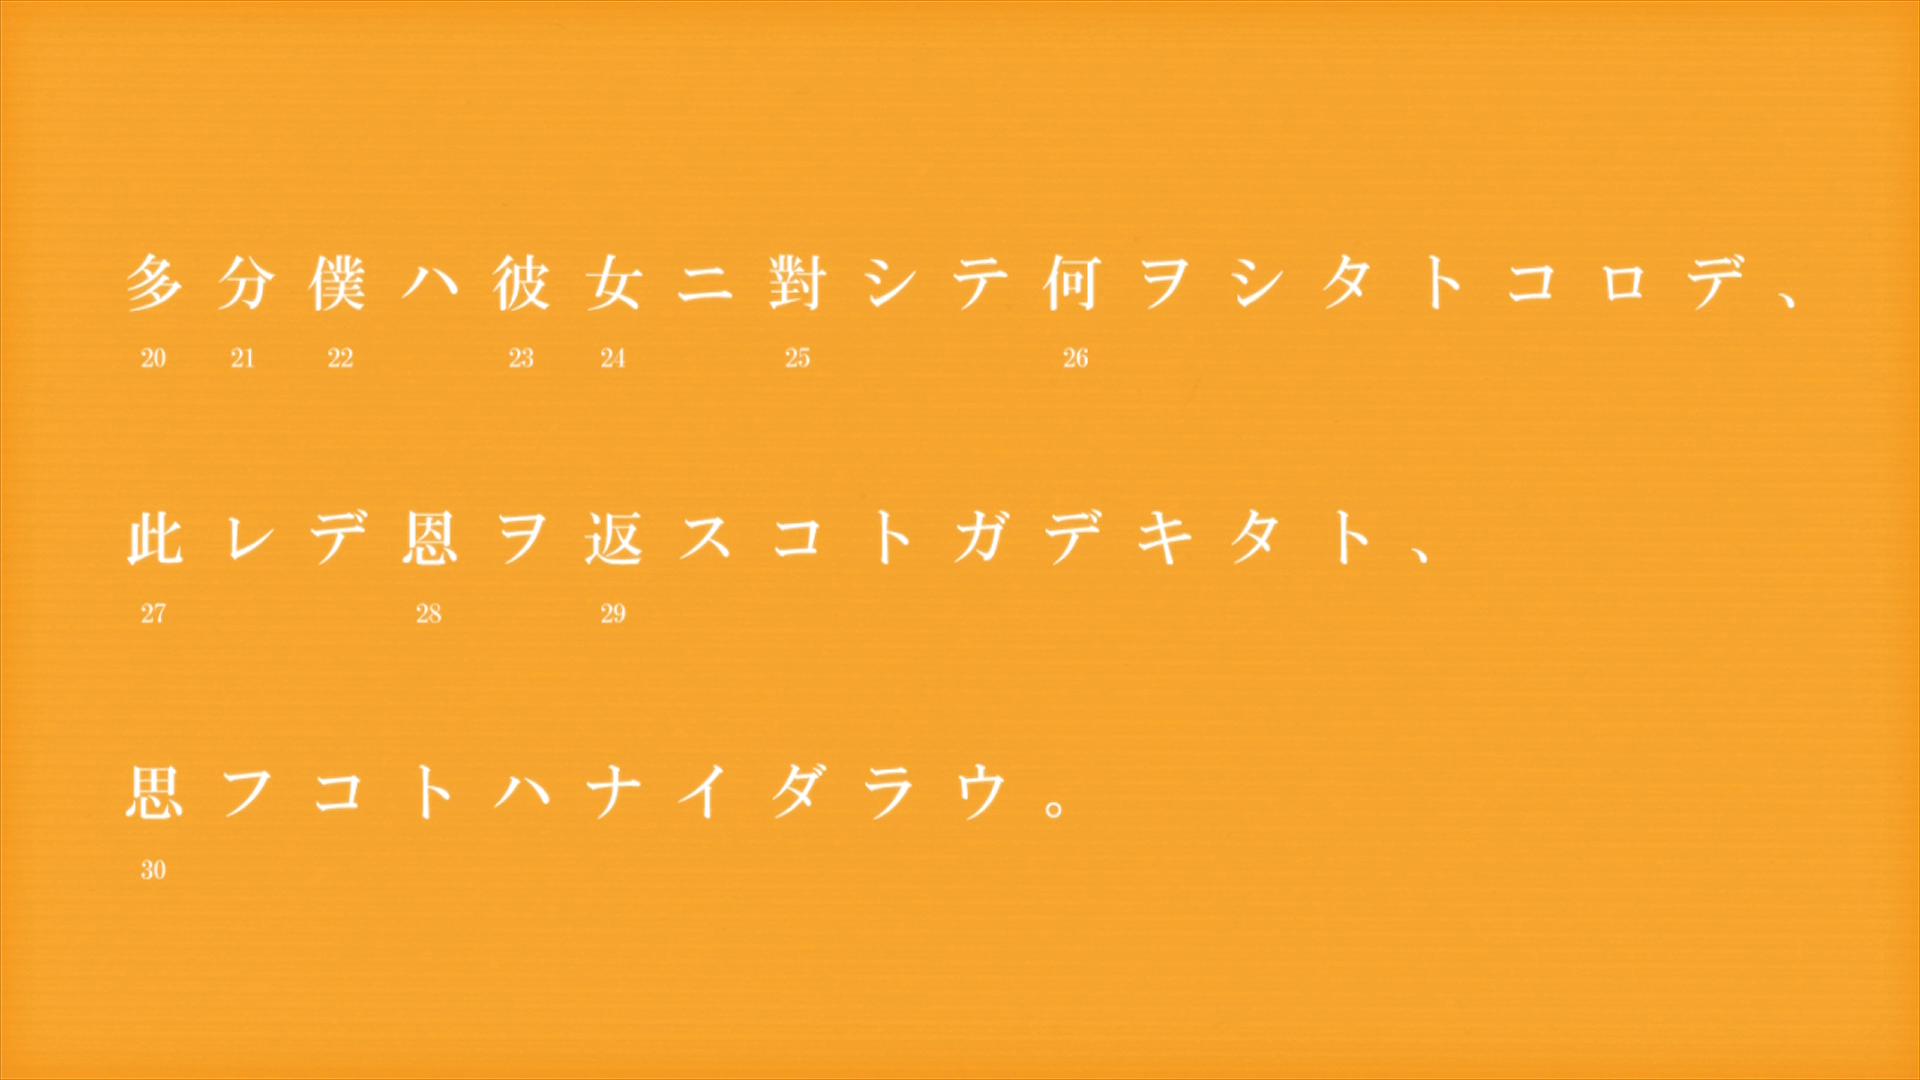 多分僕ハ彼女ニ對シテ何ヲシタトコロデ、
20 21 22 23 24 25 26
此レデ恩ヲ返スコトガデキタト、
27 28 29
思フコトハナイダラウ。
30